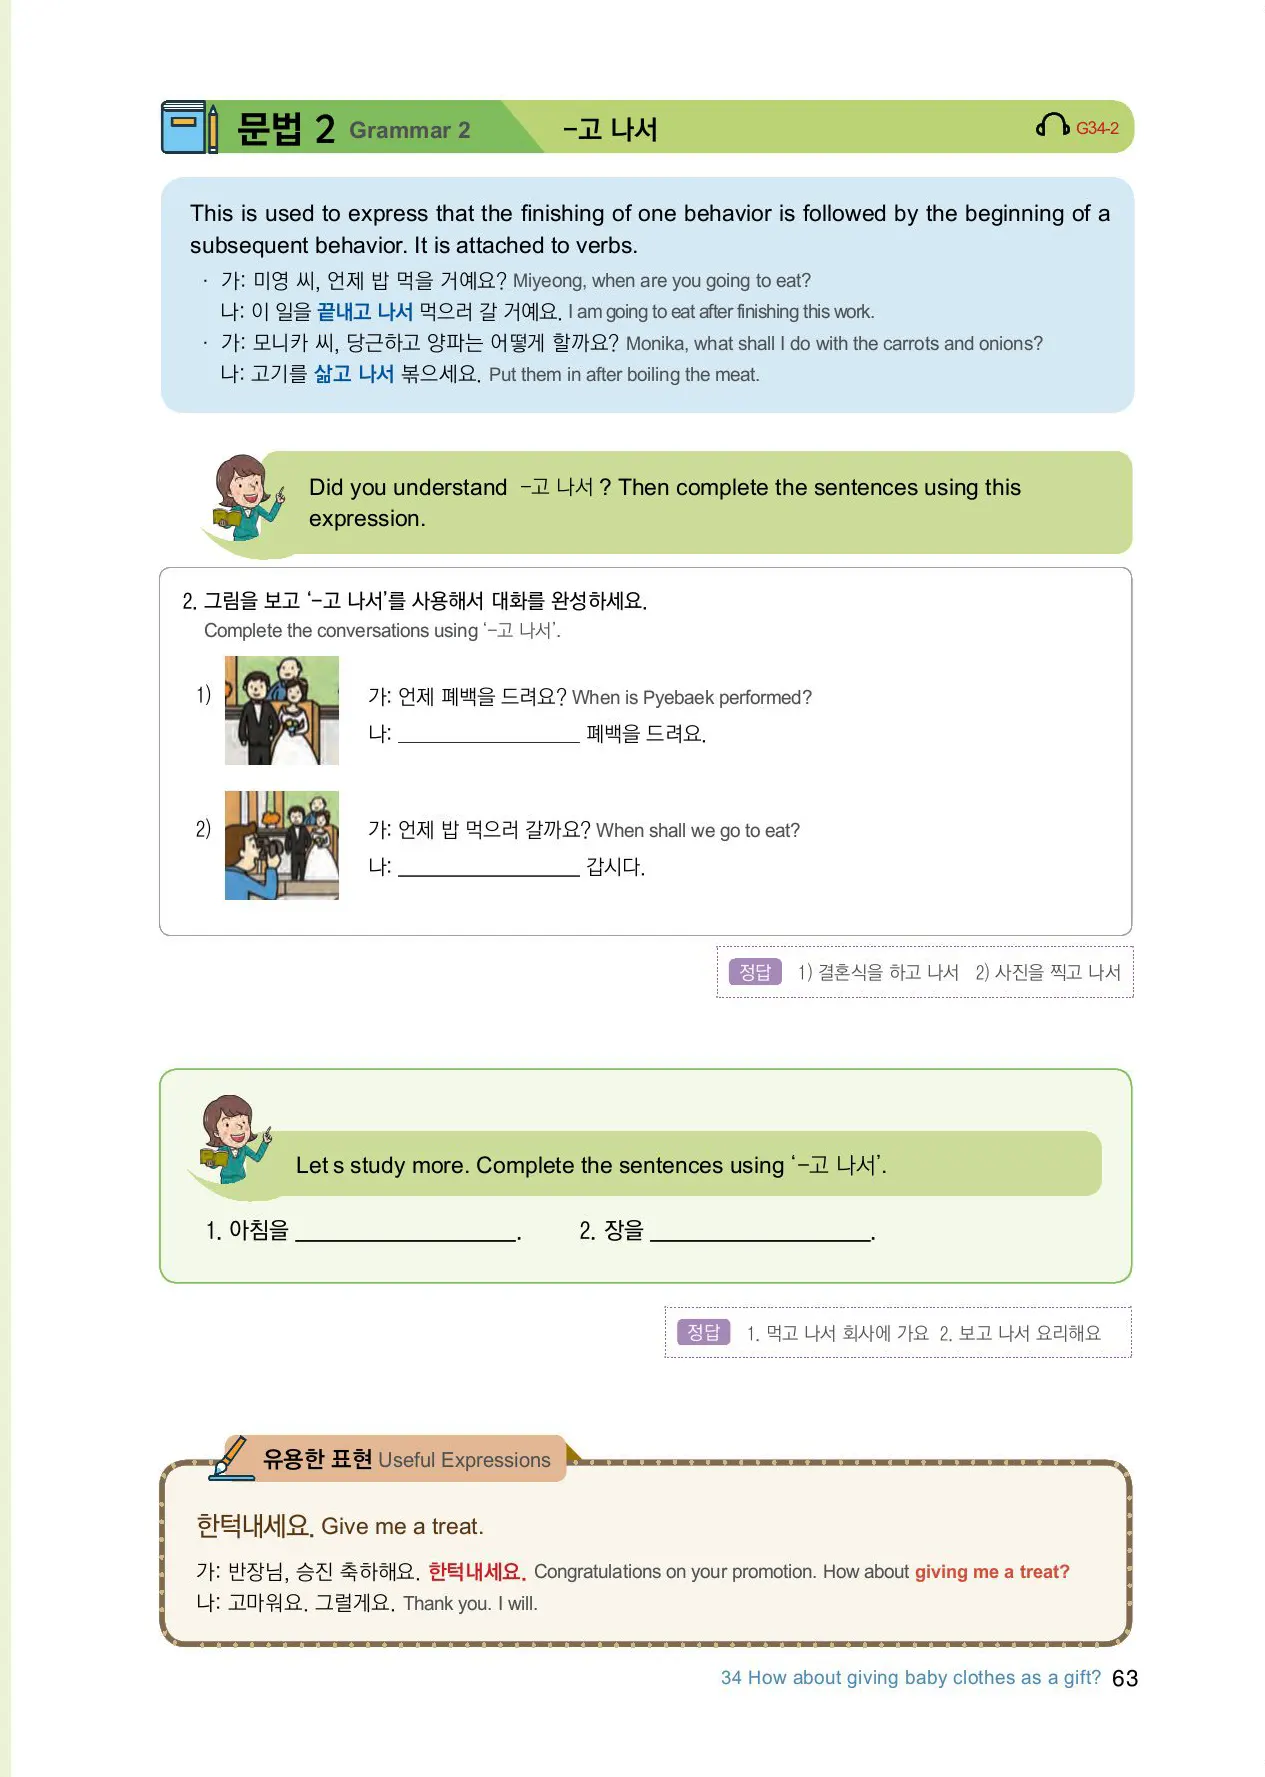 문법 2 Grammar 2 -고 나서 G34-2
This is used to express that the finishing of one behavior is followed by the beginning of a
subsequent behavior. It is attached to verbs.
· 가: 미영 씨, 언제 밥 먹을 거예요? Miyeong, when are you going to eat?
나: 이 일을 끝내고 나서 먹으러 갈 거예요. I am going to eat after finishing this work.
· 가: 모니카 씨, 당근하고 양파는 어떻게 할까요? Monika, what shall I do with the carrots and onions?
나: 고기를 삶고 나서 볶으세요. Put them in after boiling the meat.
Did you understand -고 나서 ? Then complete the sentences using this
expression.
2. 그림을 보고 ‘-고 나서’를 사용해서 대화를 완성하세요.
Complete the conversations using ‘-고 나서’.
1) 가: 언제 폐백을 드려요? When is Pyebaek performed?
나: __________________ 폐백을 드려요.
2) 가: 언제 밥 먹으러 갈까요? When shall we go to eat?
나: __________________ 갑시다.
정답 1) 결혼식을 하고 나서 2) 사진을 찍고 나서
Let s study more. Complete the sentences using ‘-고 나서’.
1. 아침을 ____________________. 2. 장을 ____________________.
정답 1. 먹고 나서 회사에 가요 2. 보고 나서 요리해요
유용한 표현 Useful Expressions
한턱내세요. Give me a treat.
가: 반장님, 승진 축하해요. 한턱내세요. Congratulations on your promotion. How about giving me a treat?
나: 고마워요. 그럴게요. Thank you. I will.
34 How about giving baby clothes as a gift? 63